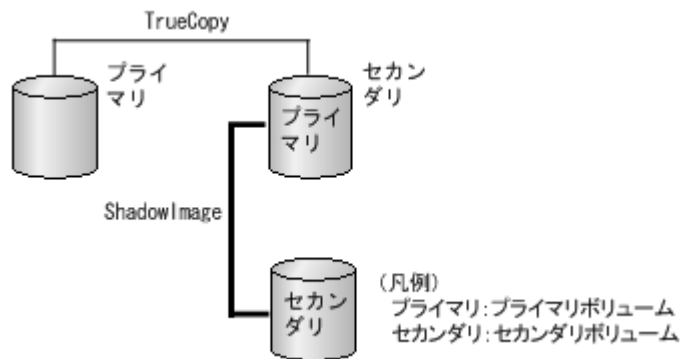 TrueCopy
プライ
マリ
セカン
ダリ
プライ
マリ
ShadowImage
セカン
ダリ
(凡例)
プライマリ:プライマリボリューム
セカンダリ:セカンダリボリューム